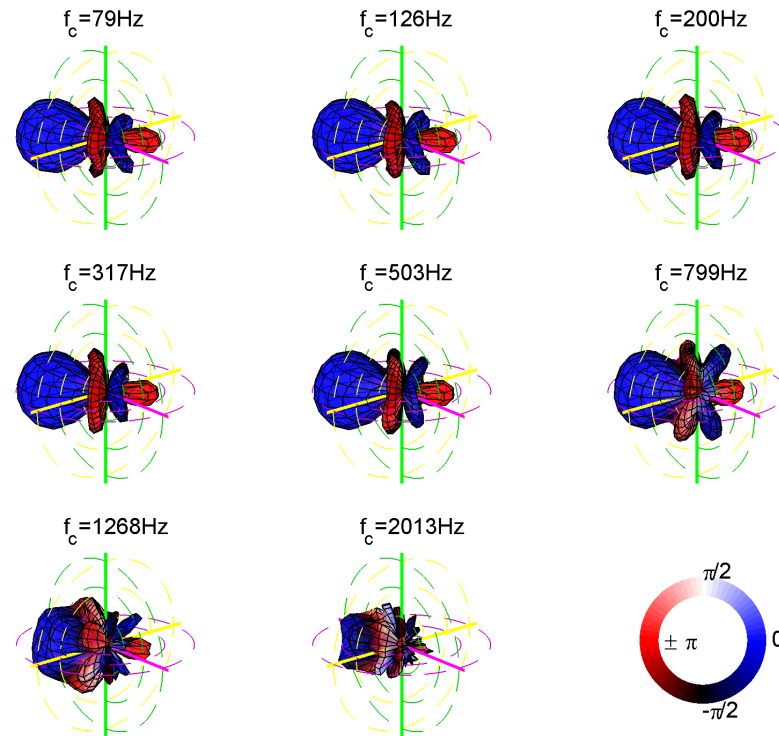 f_c=79Hz
f_c=126Hz
f_c=200Hz
f_c=317Hz
f_c=503Hz
f_c=799Hz
f_c=1268Hz
f_c=2013Hz
π/2
± π
0
-π/2